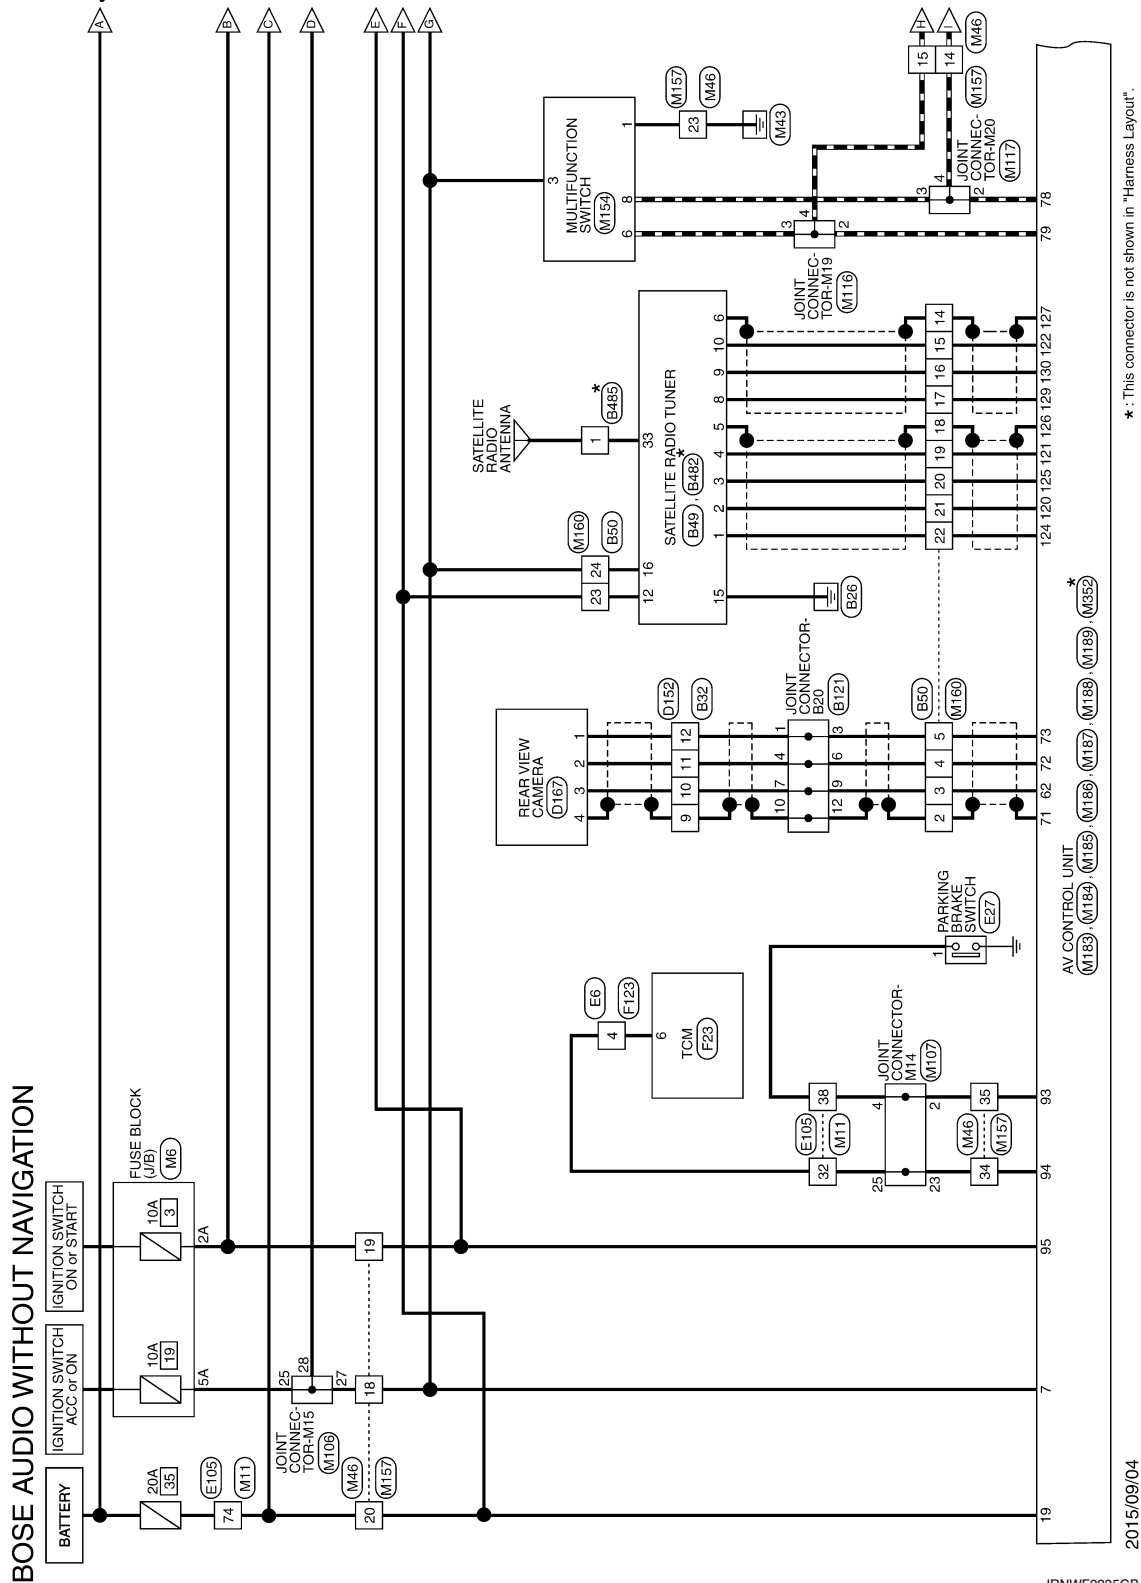 BOSE AUDIO WITHOUT NAVIGATION
BATTERY
IGNITION SWITCH
ACC or ON
IGNITION SWITCH
ON or START
FUSE BLOCK
(J/B)
M6
20A
35
10A
19
10A
3
5A
2A
E105
74
M11
JOINT
CONNEC-
TOR-M15
M106
25
28
27
M46
20
18
19
M157
A
B
C
D
E
F
G
H
I
E6
4
F123
6
TCM
F23
E105
32
38
M11
25
4
JOINT
CONNECTOR-
M14
M107
23
2
M46
34
35
M157
1
PARKING
BRAKE
SWITCH
E27
REAR VIEW
CAMERA
D167
4
3
2
1
D152
9
10
11
12
B32
10
7
4
1
JOINT
CONNECTOR-
B20
B121
12
9
6
3
B50
2
3
4
5
M160
SATELLITE
RADIO
ANTENNA
1
*
B485
M160
23
24
B50
12
16
33
SATELLITE RADIO TUNER
B49 , B482
*
15
1
2
3
4
5
8
9
10
6
B26
22
21
20
19
18
17
16
15
14
3
MULTIFUNCTION
SWITCH
M154
6
8
1
M157
23
M46
M43
JOINT
CONNEC-
TOR-M19
M116
3
4
2
JOINT
CONNEC-
TOR-M20
M117
3
4
2
15
14
M46
M157
19
7
95
94
93
71
62
72
73
124
120
125
121
126
129
130
122
127
79
78
AV CONTROL UNIT
M183 , M184 , M185 , M186 , M187 , M188 , M189 , M352
*
2015/09/04
* : This connector is not shown in "Harness Layout".